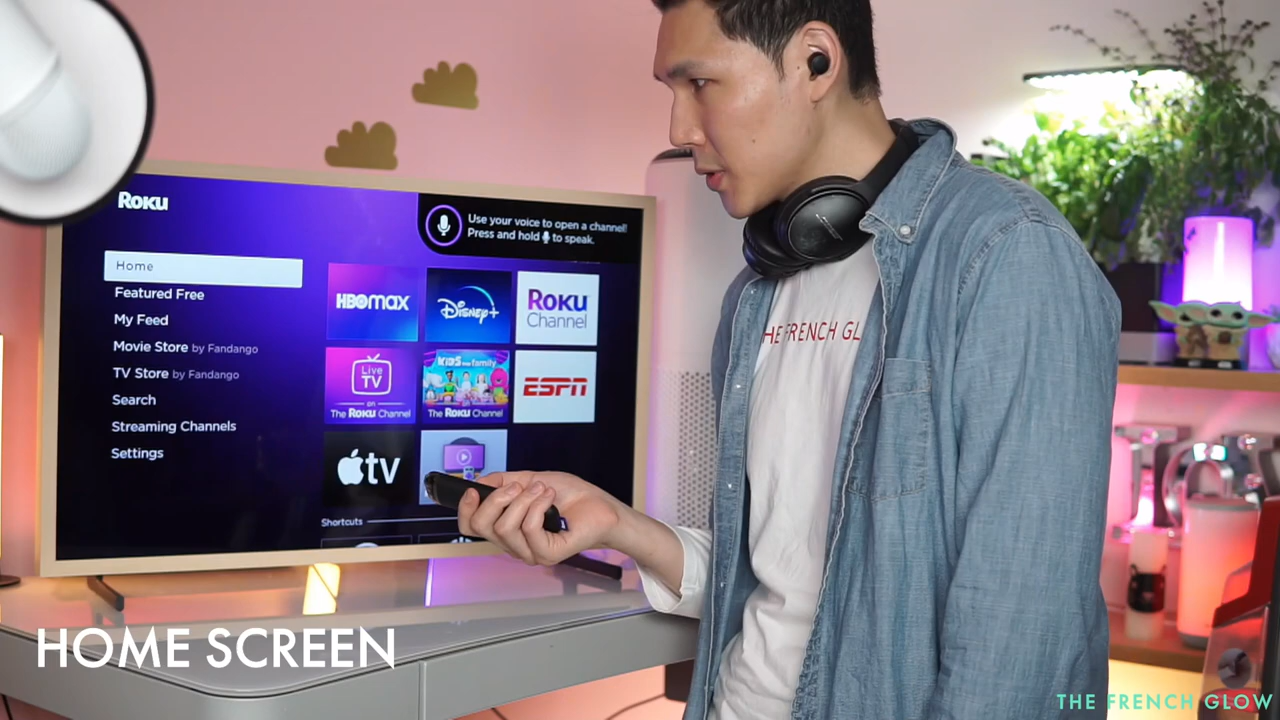 Roku
Use your voice to open a channel!
Press and hold to speak.
Home
Featured Free
My Feed
Movie Store by Fandango
TV Store by Fandango
Search
Streaming Channels
Settings
HBOMAX
Disney+
Roku
Channel
Live
TV
on
The Roku Channel
KIDS and family
on
The Roku Channel
ESPN
tv
Shortcuts
HE FRENCH GL
HOME SCREEN
THE FRENCH GLOW